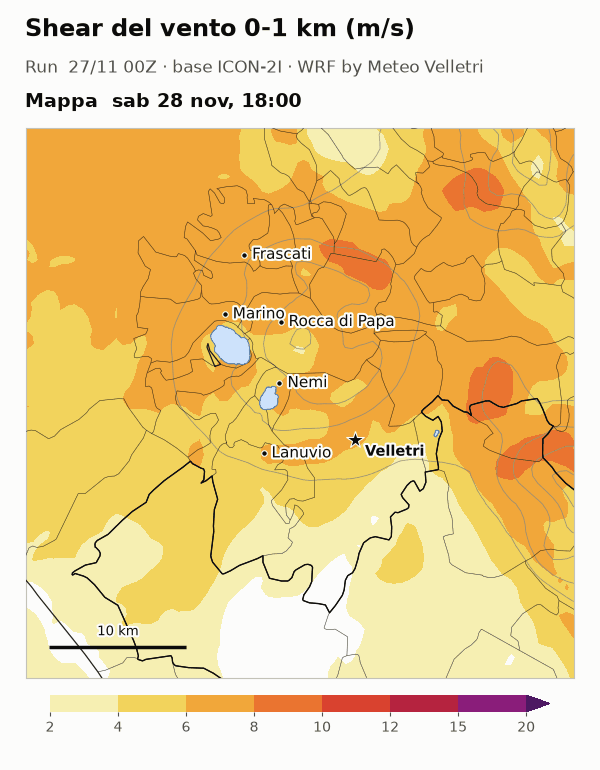 Shear del vento 0-1 km (m/s)
Run  27/11 00Z · base ICON-2I · WRF by Meteo Velletri
Mappa  sab 28 nov, 18:00
Frascati
Marino
Rocca di Papa
Nemi
Velletri
Lanuvio
10 km
2 4 6 8 10 12 15 20